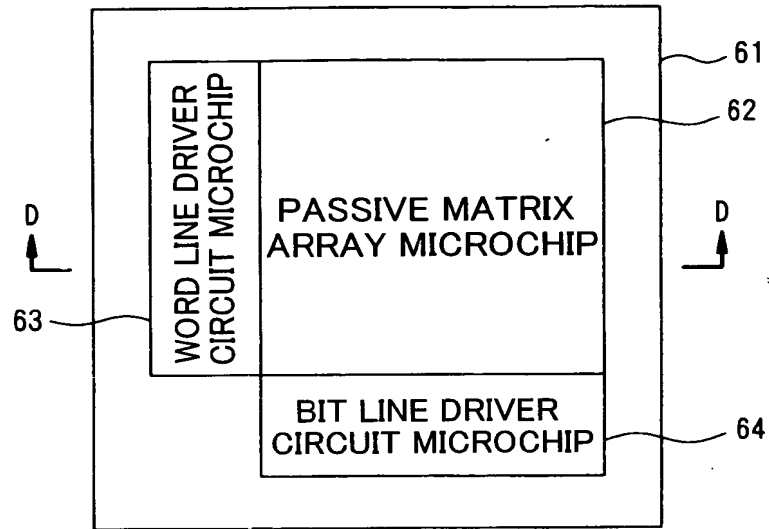 61
62
D
D
WORD LINE DRIVER
CIRCUIT MICROCHIP
PASSIVE MATRIX
ARRAY MICROCHIP
63
BIT LINE DRIVER
CIRCUIT MICROCHIP
64